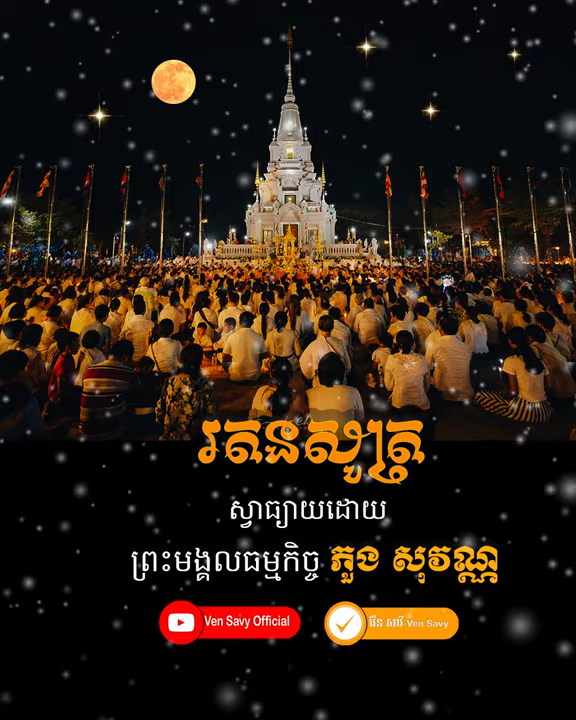 រតនសូត្រ
ស្វាធ្យាយដោយ
ព្រះមង្គលធម្មកិច្ច ភួង សុវណ្ណ
Ven Savy Official
វ៉ែន សាវី-Ven Savy